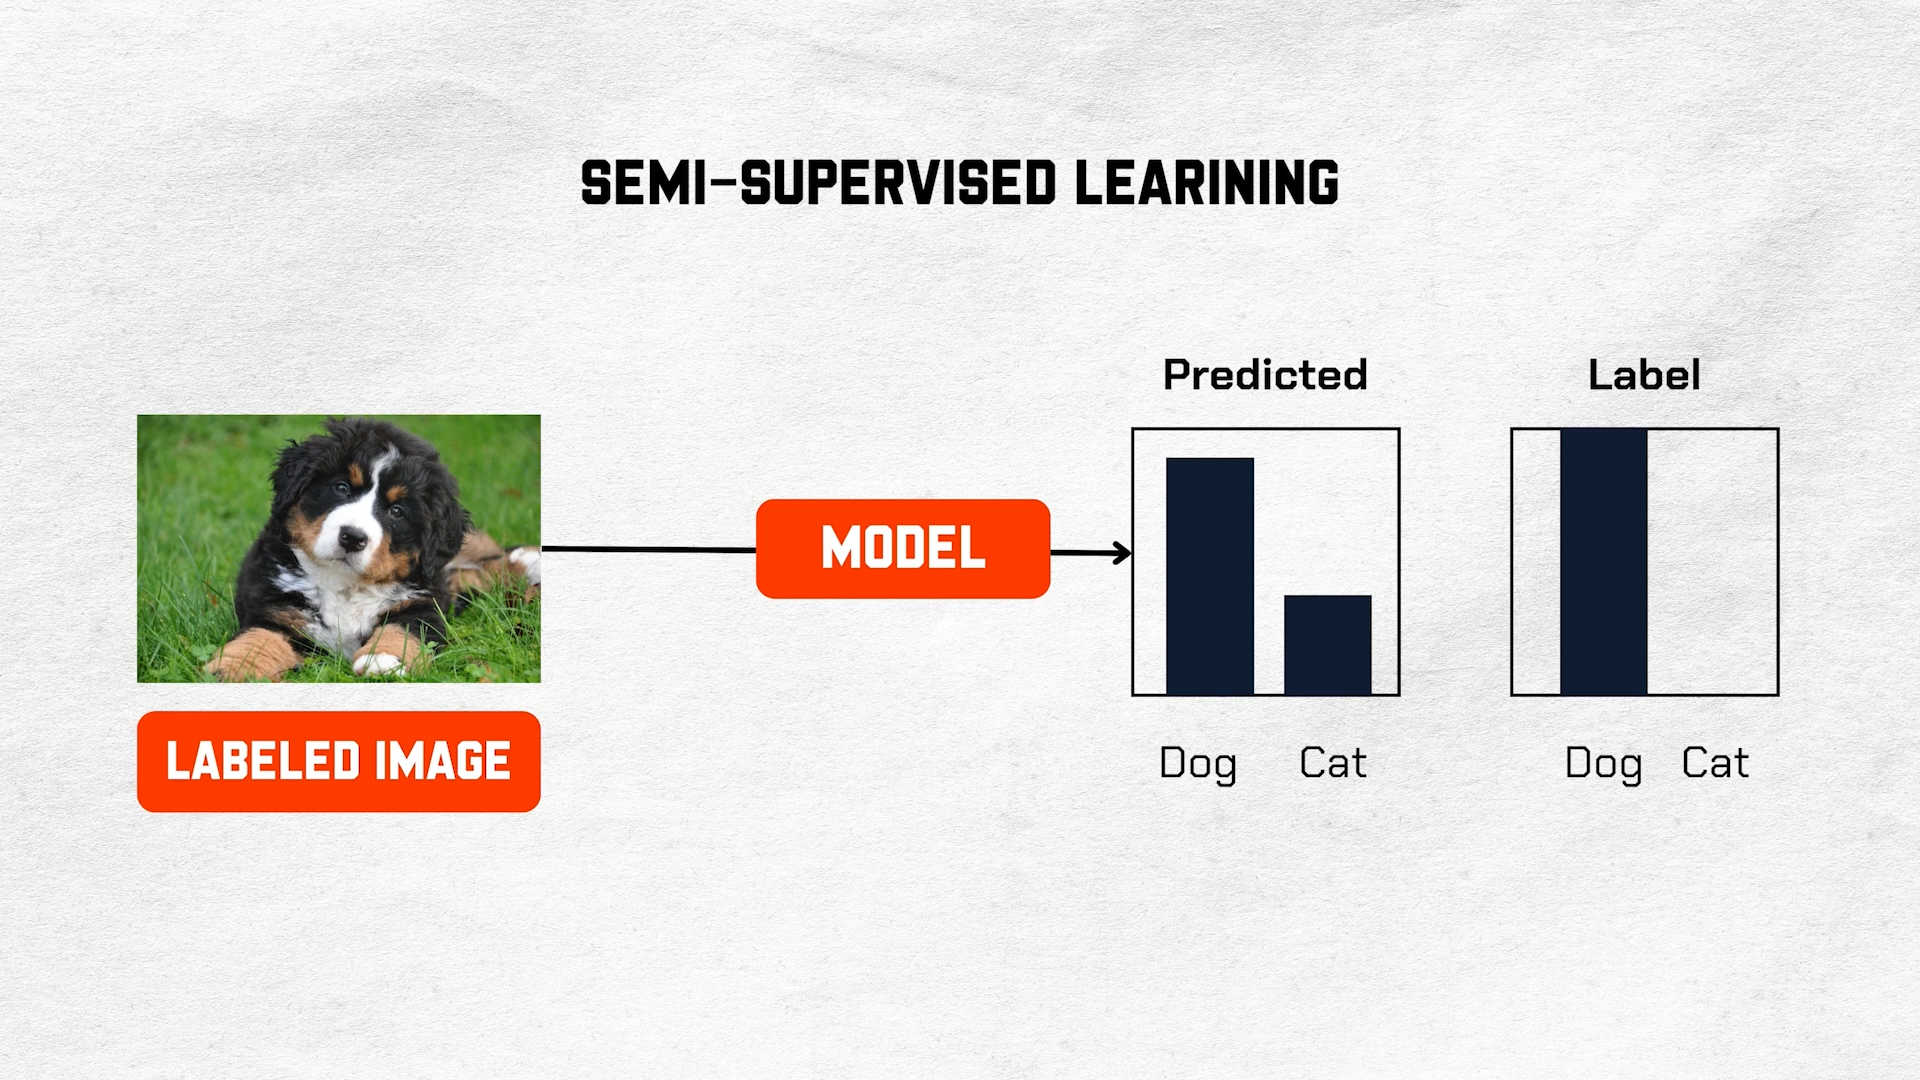 SEMI-SUPERVISED LEARINING
Predicted
Label
MODEL
LABELED IMAGE
Dog Cat
Dog Cat